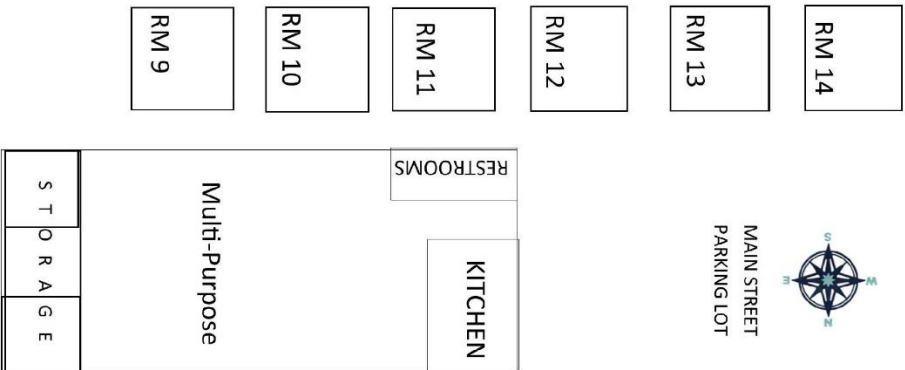 RM 9
RM 10
RM 11
RM 12
RM 13
RM 14
RESTROOMS
STORAGE
Multi-Purpose
KITCHEN
MAIN STREET
PARKING LOT
S
E
W
N